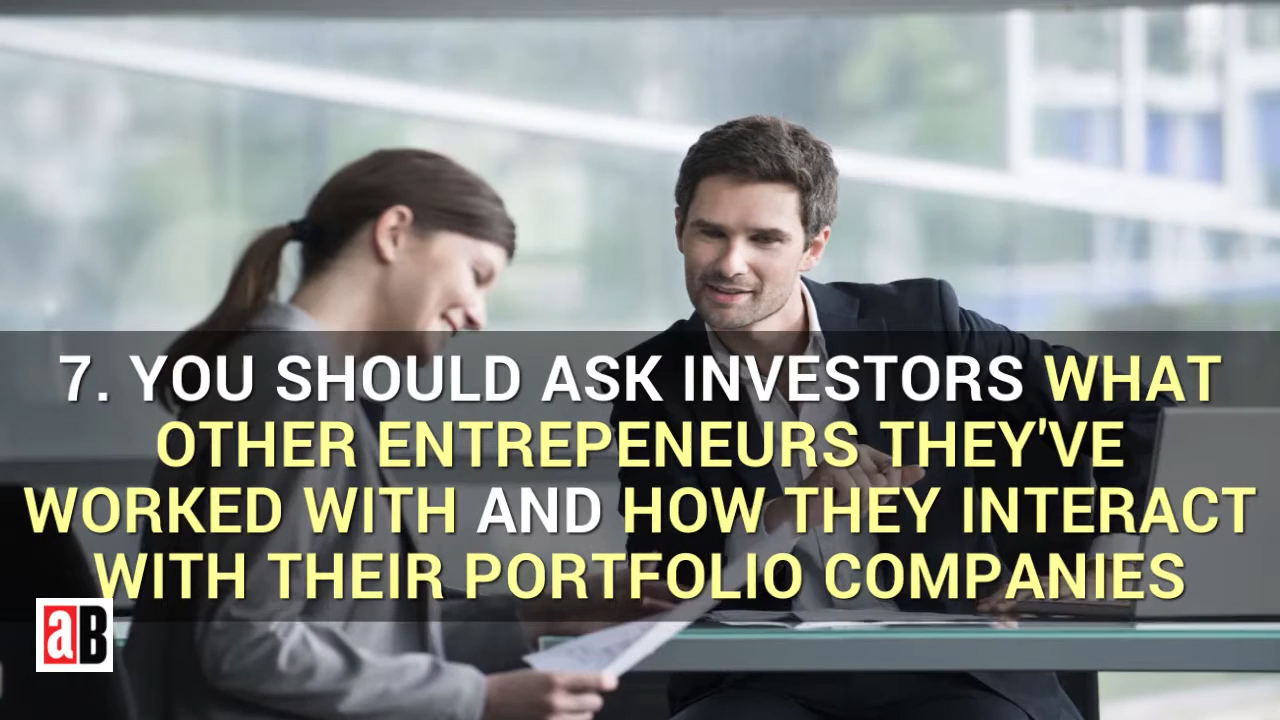 7. YOU SHOULD ASK INVESTORS WHAT
OTHER ENTREPENEURS THEY'VE
WORKED WITH AND HOW THEY INTERACT
WITH THEIR PORTFOLIO COMPANIES
aB